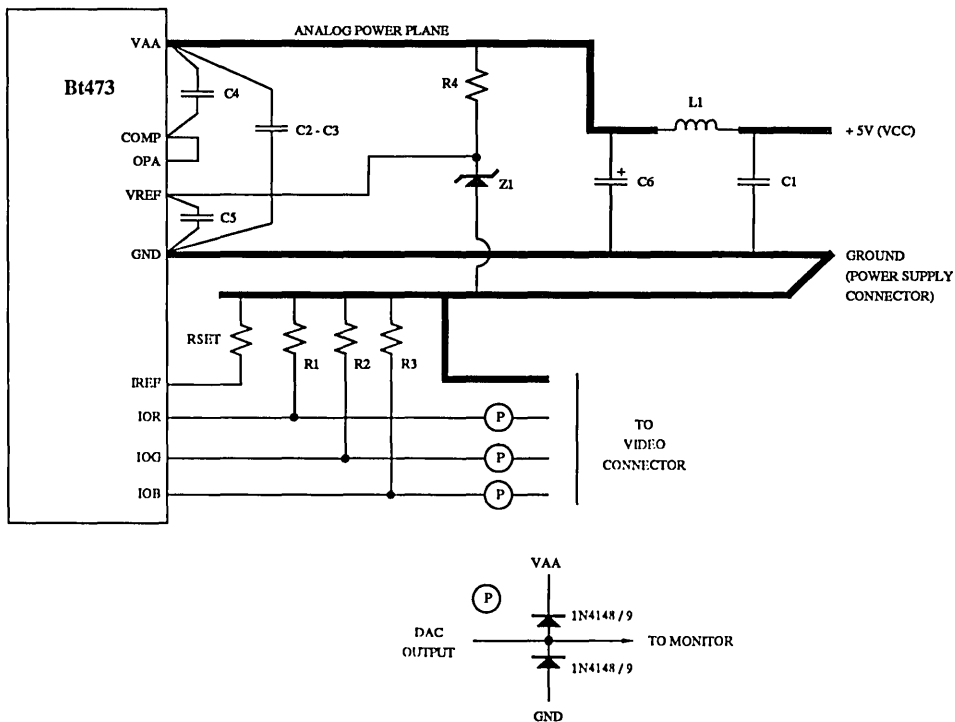 ANALOG POWER PLANE
VAA
Bt473
C4
R4
C2 - C3
L1
+ 5V (VCC)
COMP
OPA
+
Z1
C6
C1
VREF
C5
GND
GROUND
(POWER SUPPLY
CONNECTOR)
RSET
R1
R2
R3
IREF
IOR
P
TO
VIDEO
CONNECTOR
IOG
P
IOB
P
VAA
P
1N4148 / 9
DAC
OUTPUT
TO MONITOR
1N4148 / 9
GND